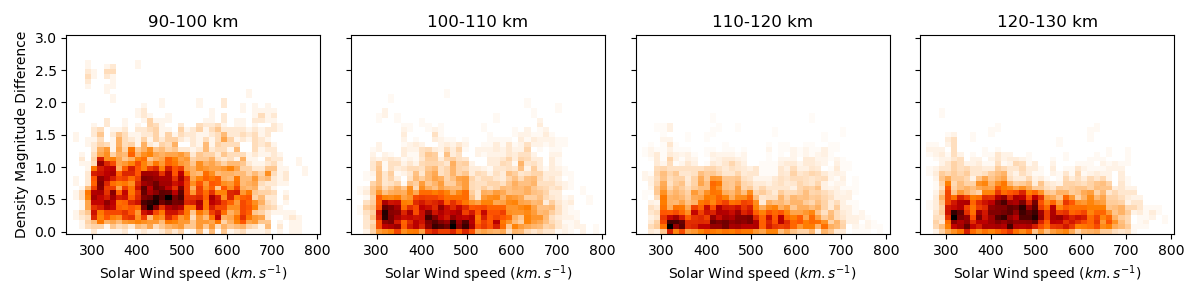 90-100 km
100-110 km
110-120 km
120-130 km
Density Magnitude Difference
3.0
2.5
2.0
1.5
1.0
0.5
0.0
300 400 500 600 700 800
300 400 500 600 700 800
300 400 500 600 700 800
300 400 500 600 700 800
Solar Wind speed (km.s⁻¹)
Solar Wind speed (km.s⁻¹)
Solar Wind speed (km.s⁻¹)
Solar Wind speed (km.s⁻¹)